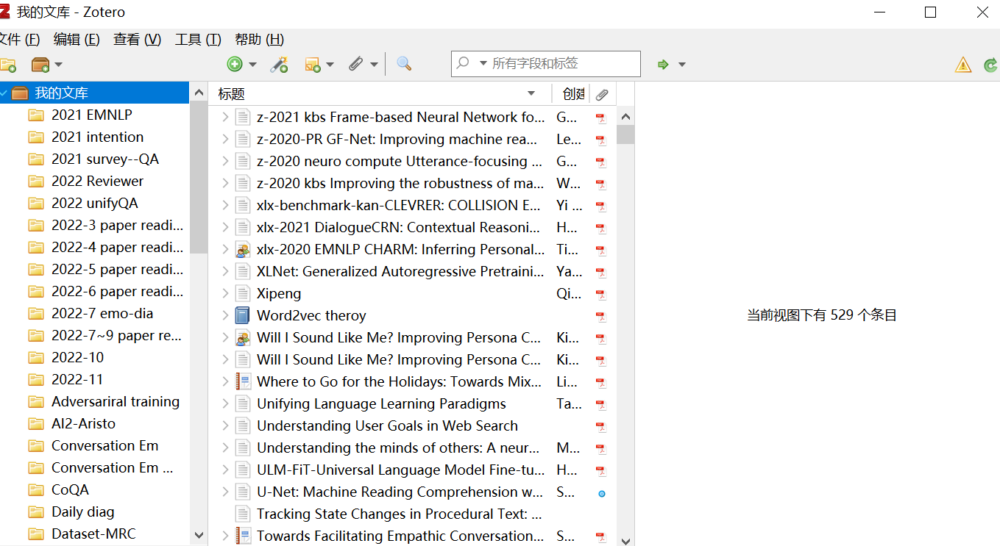 我的文库 - Zotero
文件 (F) 编辑 (E) 查看 (V) 工具 (T) 帮助 (H)
所有字段和标签
我的文库
2021 EMNLP
2021 intention
2021 survey--QA
2022 Reviewer
2022 unifyQA
2022-3 paper readi...
2022-4 paper readi...
2022-5 paper readi...
2022-6 paper readi...
2022-7 emo-dia
2022-7~9 paper re...
2022-10
2022-11
Adversariral training
AI2-Aristo
Conversation Em
Conversation Em ...
CoQA
Daily diag
Dataset-MRC
标题 创建
z-2021 kbs Frame-based Neural Network fo... G...
z-2020-PR GF-Net: Improving machine rea... Le...
z-2020 neuro compute Utterance-focusing ... G...
z-2020 kbs Improving the robustness of ma... W...
xlx-benchmark-kan-CLEVRER: COLLISION E... Yi ...
xlx-2021 DialogueCRN: Contextual Reasoni... H...
xlx-2020 EMNLP CHARM: Inferring Personal... Ti...
XLNet: Generalized Autoregressive Pretraini... Ya...
Xipeng Qi...
Word2vec theroy
Will I Sound Like Me? Improving Persona C... Ki...
Will I Sound Like Me? Improving Persona C... Ki...
Where to Go for the Holidays: Towards Mix... Li...
Unifying Language Learning Paradigms Ta...
Understanding User Goals in Web Search
Understanding the minds of others: A neur... M...
ULM-FiT-Universal Language Model Fine-tu... H...
U-Net: Machine Reading Comprehension w... S...
Tracking State Changes in Procedural Text: ...
Towards Facilitating Empathic Conversation... S...
当前视图下有 529 个条目